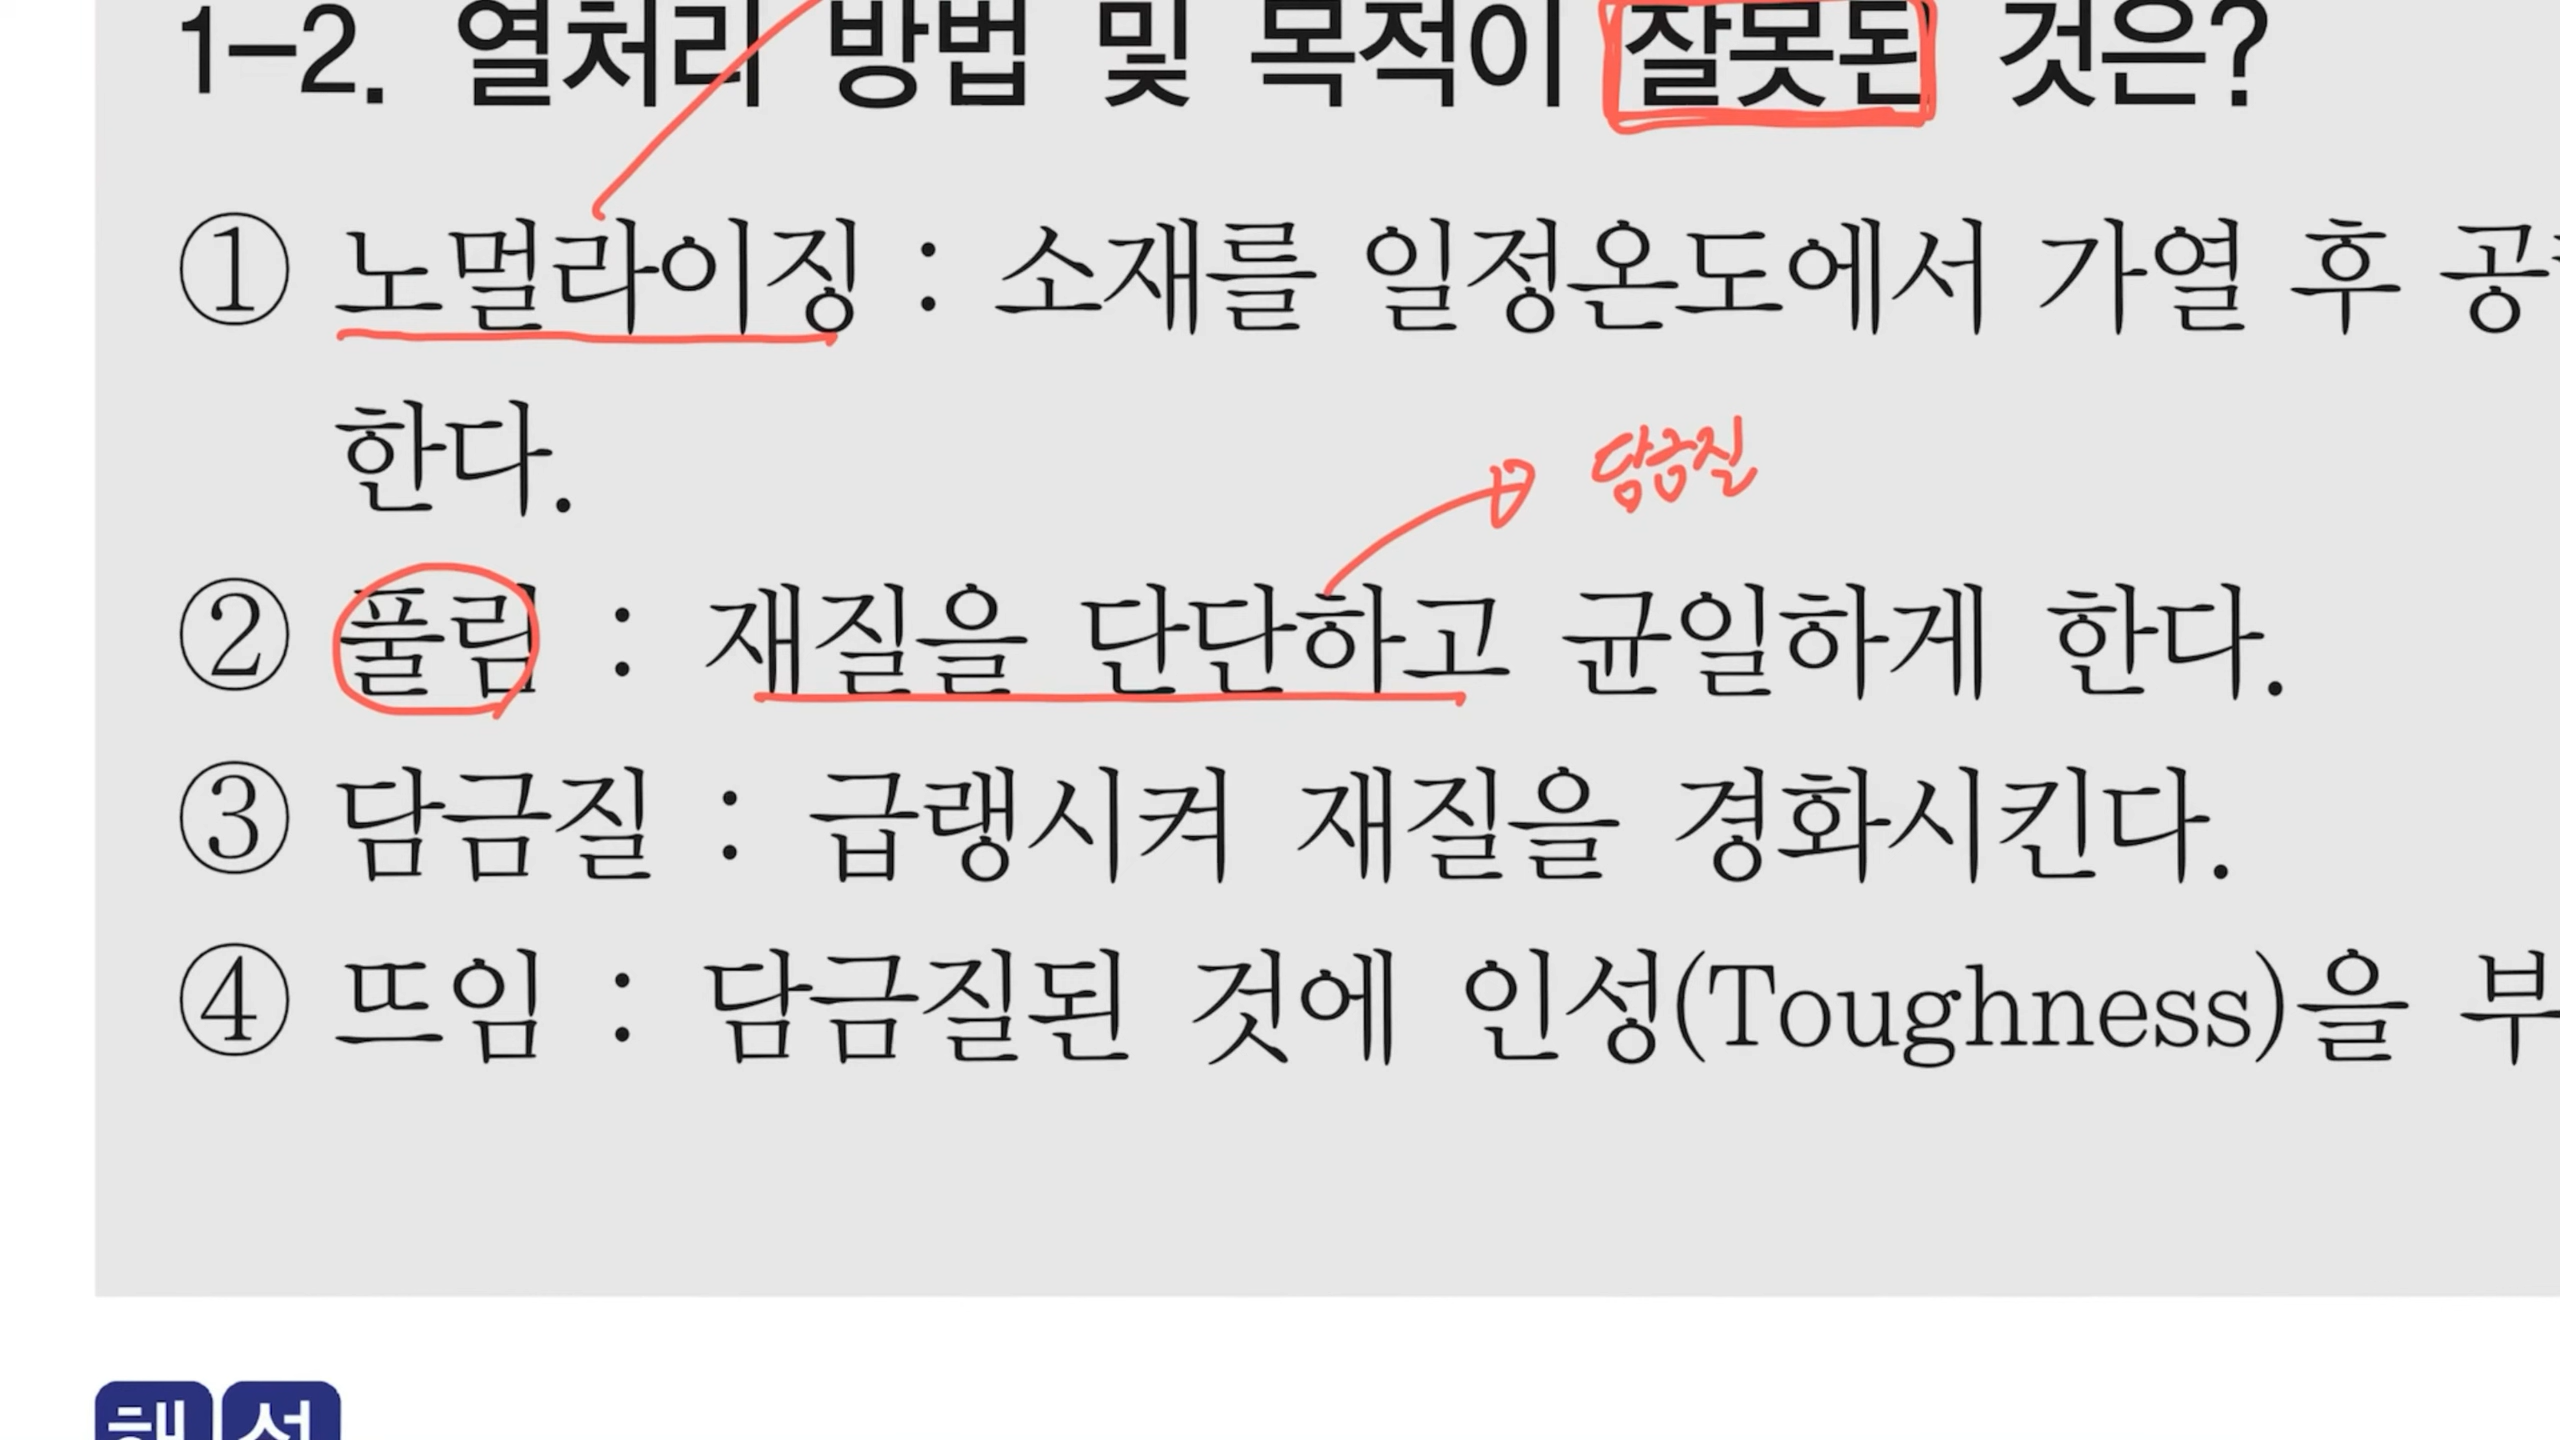 1-2. 열처리 방법 및 목적이 잘못된 것은?
① 노멀라이징 : 소재를 일정온도에서 가열 후 공
한다.
담금질
② 풀림 : 재질을 단단하고 균일하게 한다.
③ 담금질 : 급랭시켜 재질을 경화시킨다.
④ 뜨임 : 담금질된 것에 인성(Toughness)을 부
해설